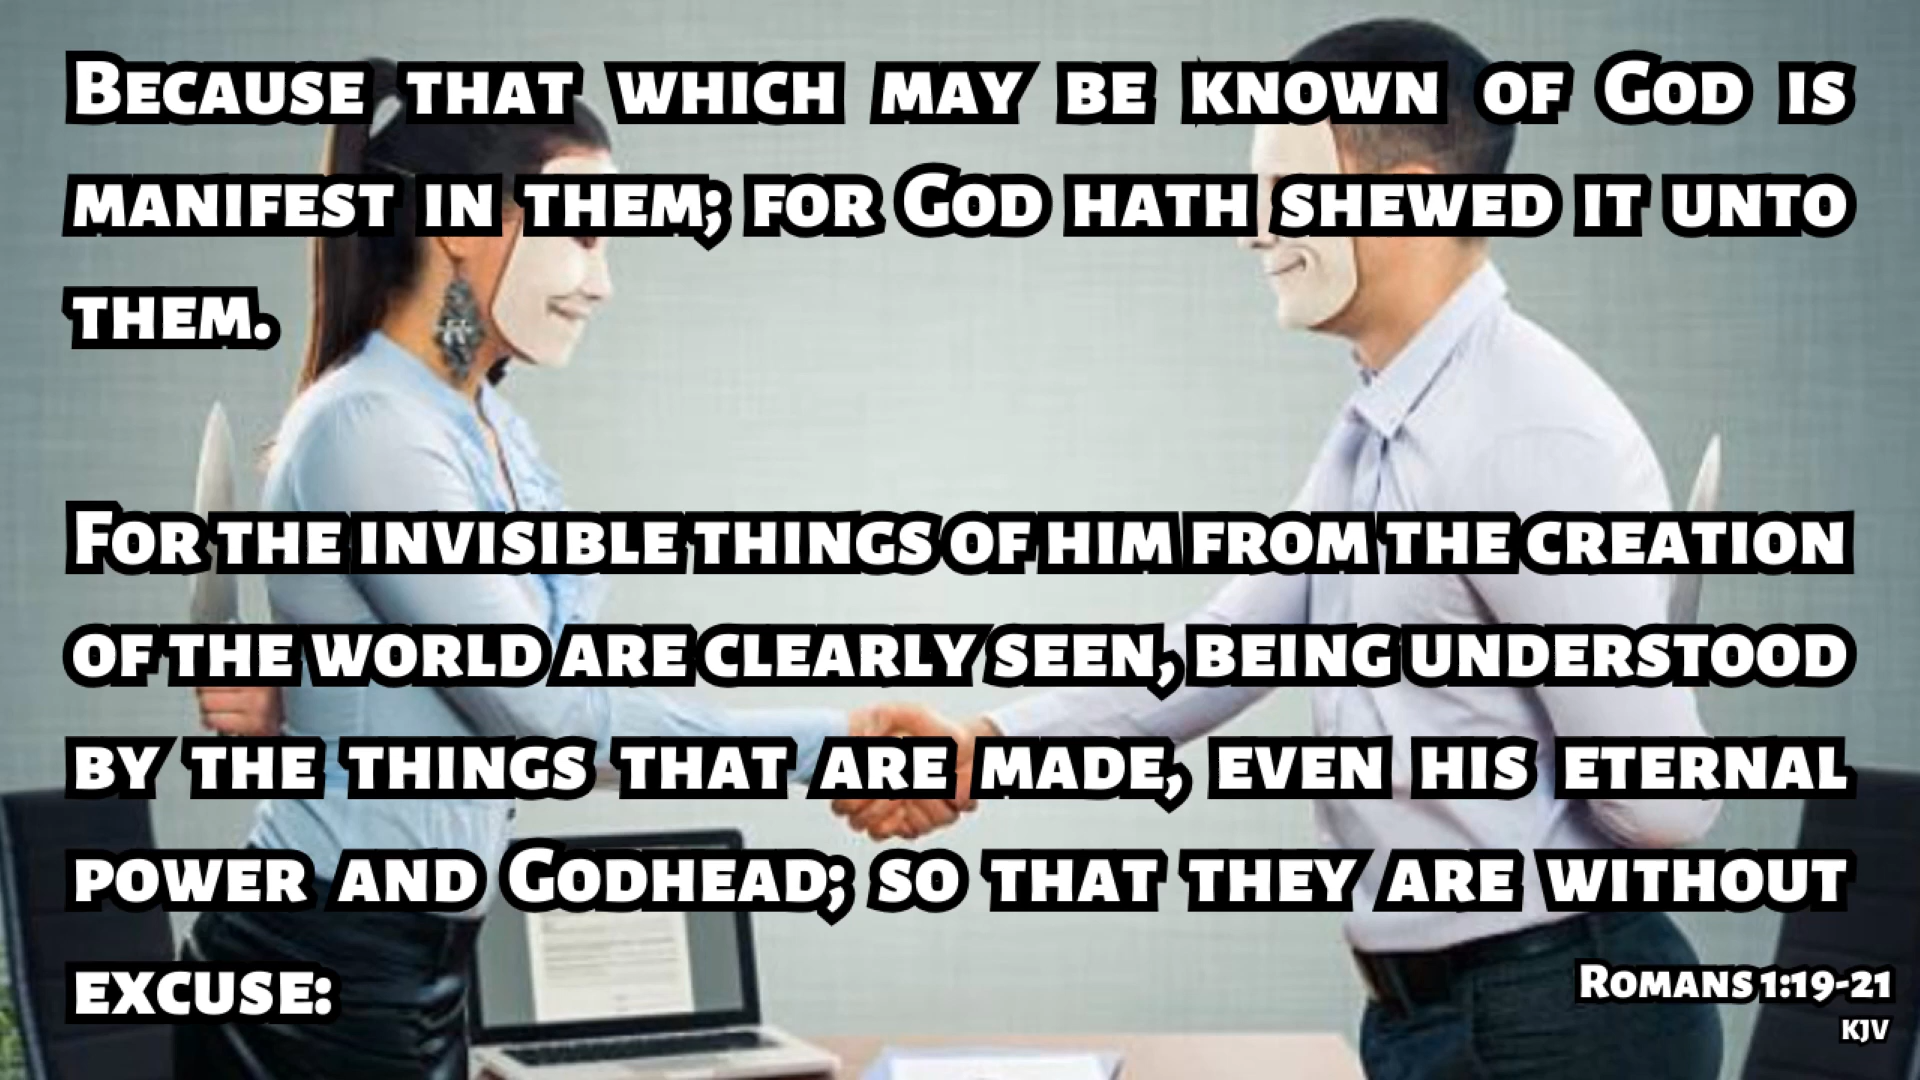 Because that which may be known of God is
manifest in them; for God hath shewed it unto
them.
For the invisible things of him from the creation
of the world are clearly seen, being understood
by the things that are made, even his eternal
power and Godhead; so that they are without
excuse:
Romans 1:19-21
KJV